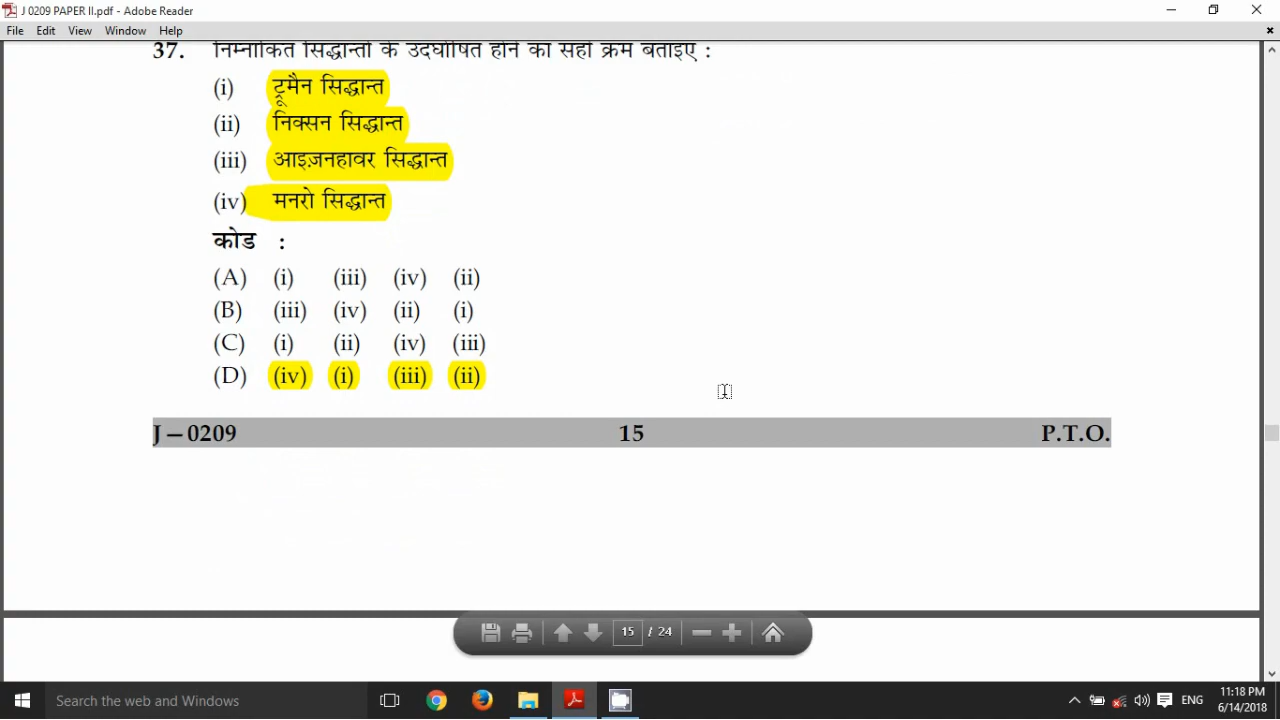 J 0209 PAPER II.pdf - Adobe Reader
File Edit View Window Help
37. निम्नांकित सिद्धान्तों के उद्घोषित होने का सही क्रम बताइए :
(i) ट्रूमैन सिद्धान्त
(ii) निक्सन सिद्धान्त
(iii) आइज़नहावर सिद्धान्त
(iv) मनरो सिद्धान्त
कोड :
(A) (i) (iii) (iv) (ii)
(B) (iii) (iv) (ii) (i)
(C) (i) (ii) (iv) (iii)
(D) (iv) (i) (iii) (ii)
J – 0209 15 P.T.O.
15 / 24
Search the web and Windows
ENG
11:18 PM
6/14/2018